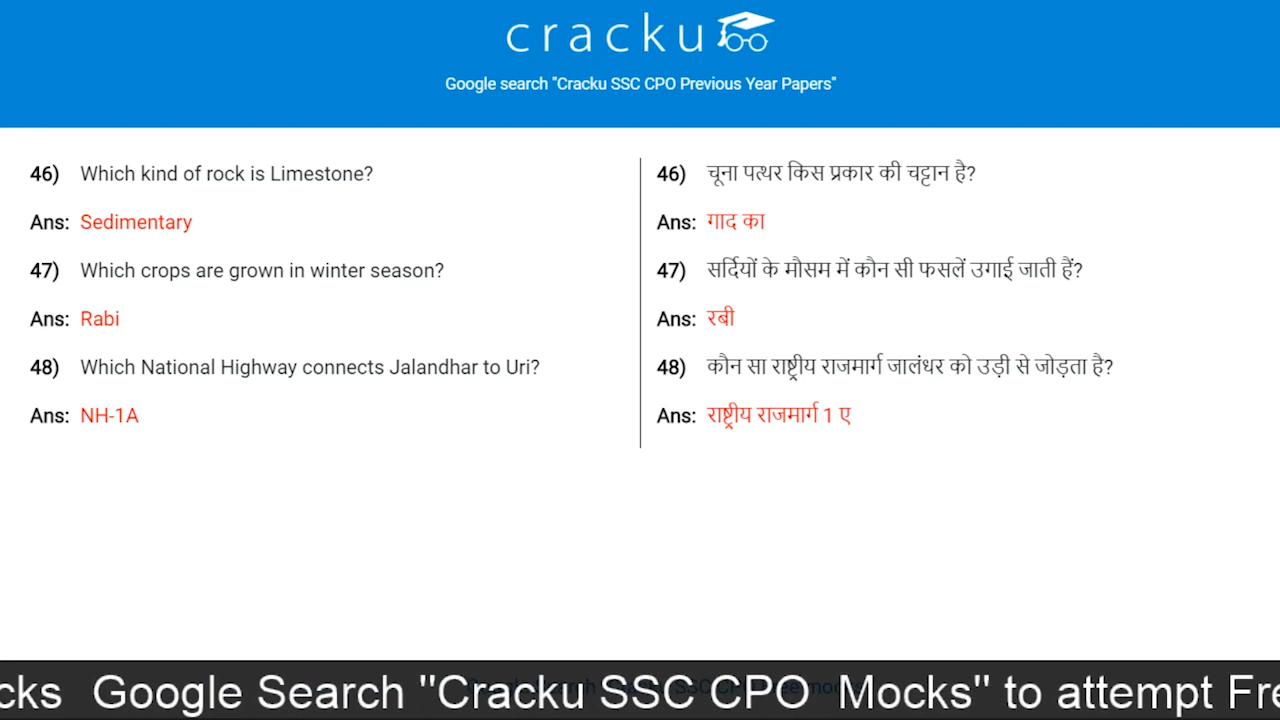 cracku
Google search "Cracku SSC CPO Previous Year Papers"
46) Which kind of rock is Limestone?
Ans: Sedimentary
47) Which crops are grown in winter season?
Ans: Rabi
48) Which National Highway connects Jalandhar to Uri?
Ans: NH-1A
46) चूना पत्थर किस प्रकार की चट्टान है?
Ans: गाद का
47) सर्दियों के मौसम में कौन सी फसलें उगाई जाती हैं?
Ans: रबी
48) कौन सा राष्ट्रीय राजमार्ग जालंधर को उड़ी से जोड़ता है?
Ans: राष्ट्रीय राजमार्ग 1 ए
cks Google Search "Cracku SSC CPO Mocks" to attempt Fre